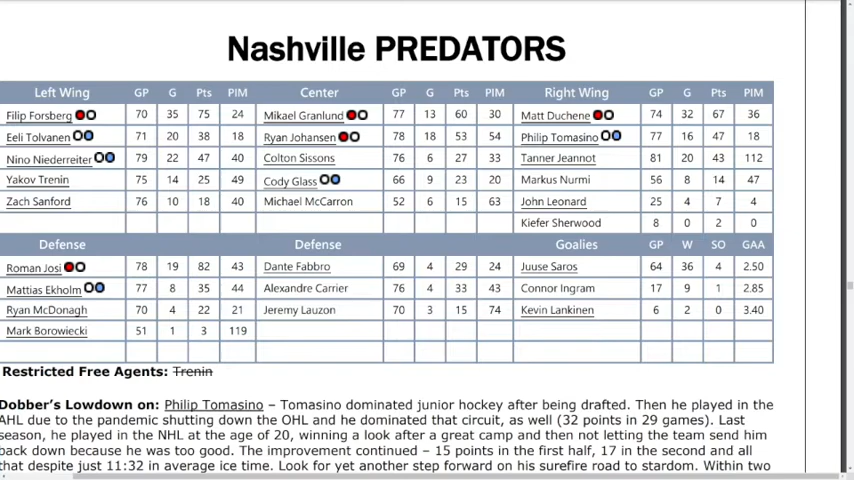 Nashville PREDATORS
Left Wing GP G Pts PIM Center GP G Pts PIM Right Wing GP G Pts PIM
Filip Forsberg 70 35 75 24 Mikael Granlund 77 13 60 30 Matt Duchene 74 32 67 36
Eeli Tolvanen 71 20 38 18 Ryan Johansen 78 18 53 54 Philip Tomasino 77 16 47 18
Nino Niederreiter 79 22 47 40 Colton Sissons 76 6 27 33 Tanner Jeannot 81 20 43 112
Yakov Trenin 75 14 25 49 Cody Glass 66 9 23 20 Markus Nurmi 56 8 14 47
Zach Sanford 76 10 18 40 Michael McCarron 52 6 15 63 John Leonard 25 4 7 4
Kiefer Sherwood 8 0 2 0
Defense Defense Goalies GP W SO GAA
Roman Josi 78 19 82 43 Dante Fabbro 69 4 29 24 Juuse Saros 64 36 4 2.50
Mattias Ekholm 77 8 35 44 Alexandre Carrier 76 4 33 43 Connor Ingram 17 9 1 2.85
Ryan McDonagh 70 4 22 21 Jeremy Lauzon 70 3 15 74 Kevin Lankinen 6 2 0 3.40
Mark Borowiecki 51 1 3 119
Restricted Free Agents: Trenin
Dobber's Lowdown on: Philip Tomasino – Tomasino dominated junior hockey after being drafted. Then he played in the
AHL due to the pandemic shutting down the OHL and he dominated that circuit, as well (32 points in 29 games). Last
season, he played in the NHL at the age of 20, winning a look after a great camp and then not letting the team send him
back down because he was too good. The improvement continued – 15 points in the first half, 17 in the second and all
that despite just 11:32 in average ice time. Look for yet another step forward on his surefire road to stardom. Within two